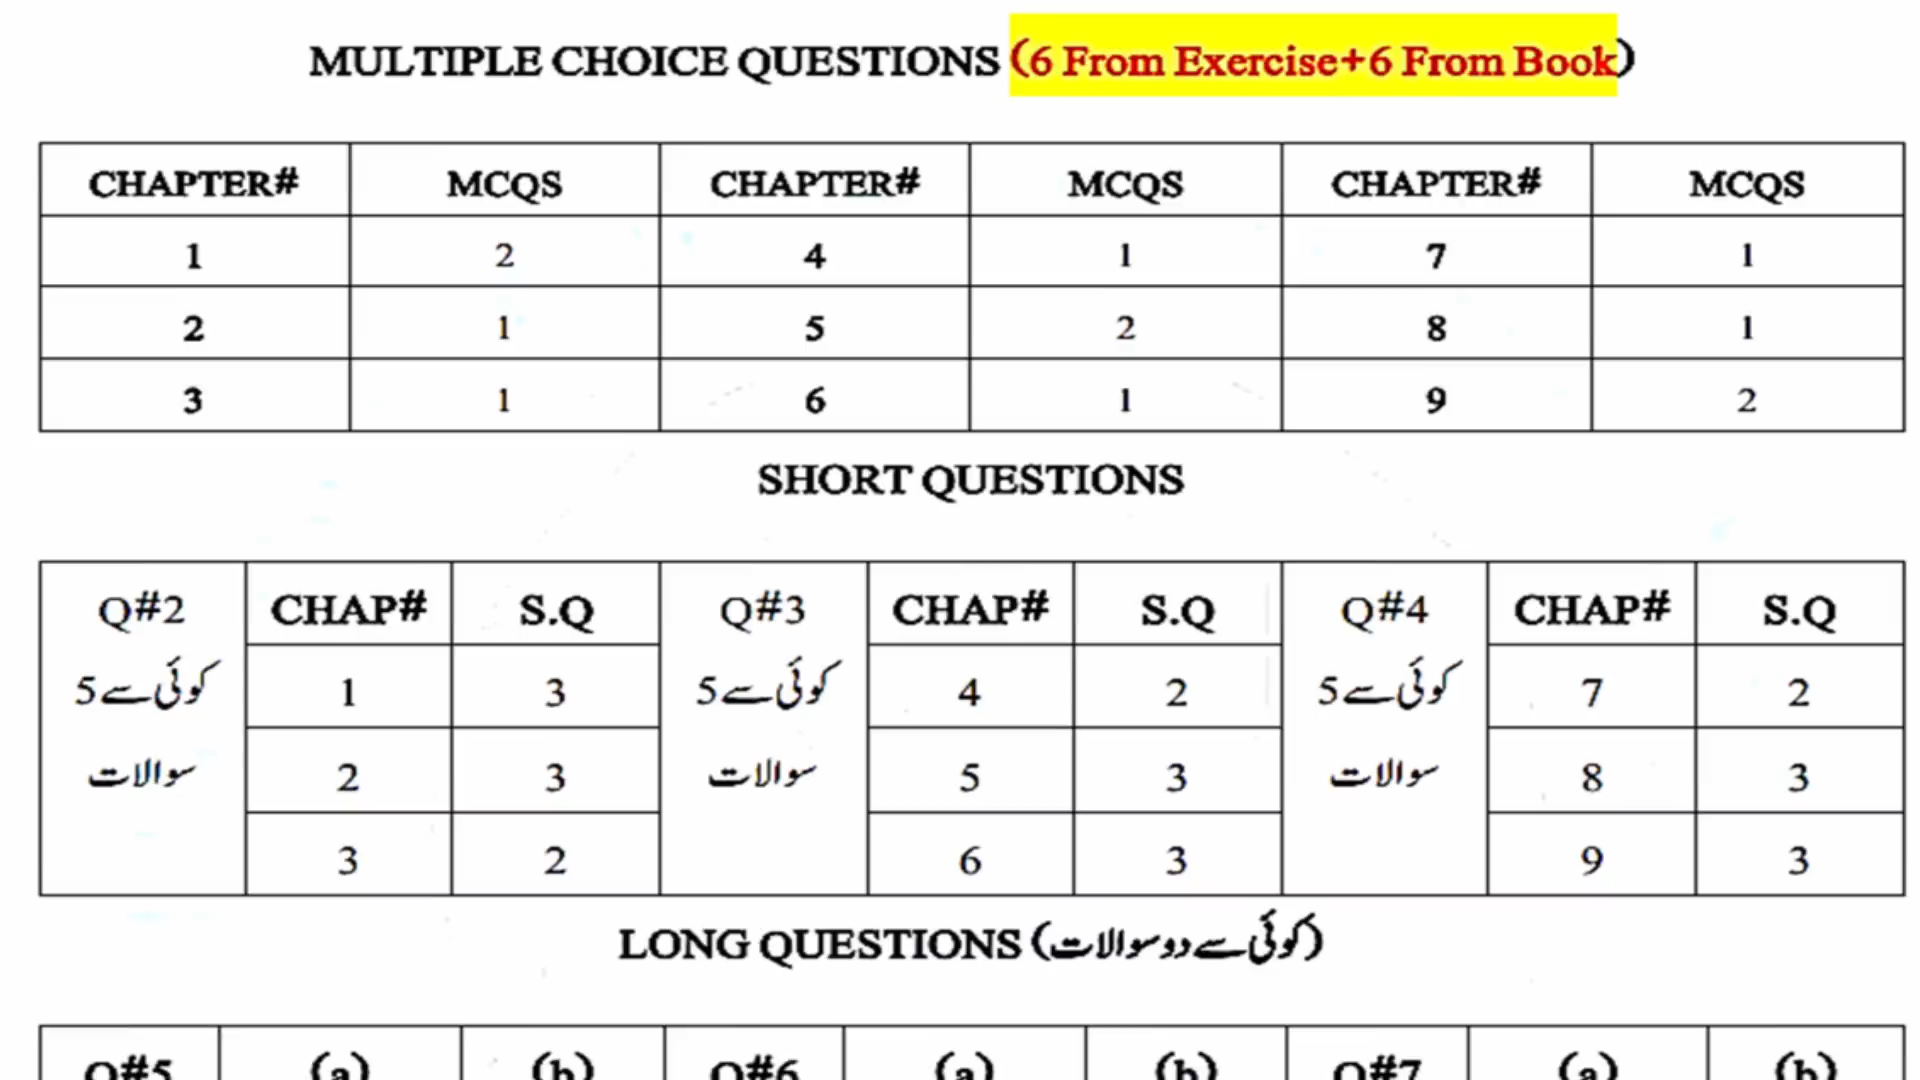 MULTIPLE CHOICE QUESTIONS (6 From Exercise+6 From Book)
CHAPTER# MCQS CHAPTER# MCQS CHAPTER# MCQS
1 2 4 1 7 1
2 1 5 2 8 1
3 1 6 1 9 2
SHORT QUESTIONS
Q#2 CHAP# S.Q Q#3 CHAP# S.Q Q#4 CHAP# S.Q
کوئی سے 5 1 3 کوئی سے 5 4 2 کوئی سے 5 7 2
سوالات 2 3 سوالات 5 3 سوالات 8 3
3 2 6 3 9 3
LONG QUESTIONS (کوئی سے دو سوالات)
Q#5 (a) (b) Q#6 (a) (b) Q#7 (a) (b)